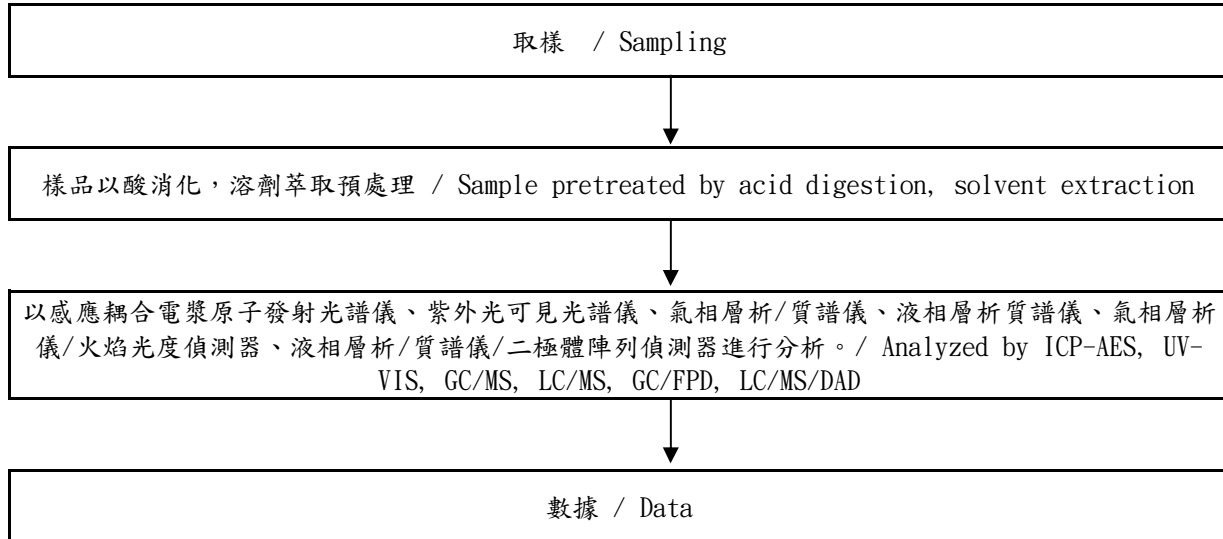 取樣 / Sampling
樣品以酸消化，溶劑萃取預處理 / Sample pretreated by acid digestion, solvent extraction
以感應耦合電漿原子發射光譜儀、紫外光可見光譜儀、氣相層析/質譜儀、液相層析質譜儀、氣相層析
儀/火焰光度偵測器、液相層析/質譜儀/二極體陣列偵測器進行分析。/ Analyzed by ICP-AES, UV-
VIS, GC/MS, LC/MS, GC/FPD, LC/MS/DAD
數據 / Data